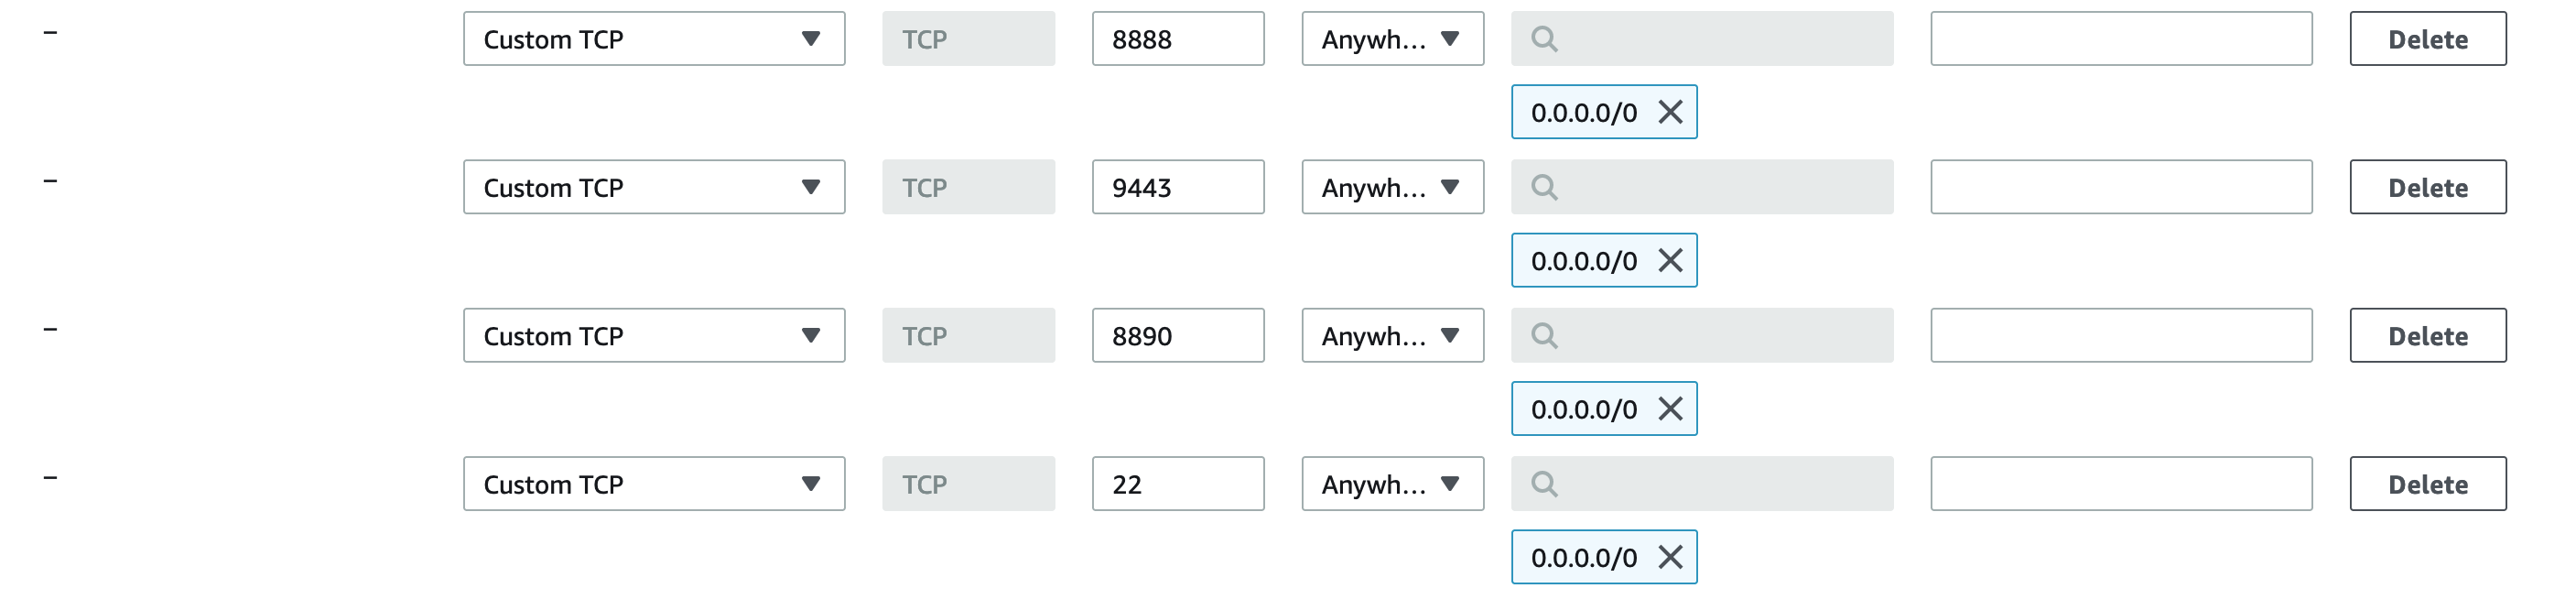 – Custom TCP TCP 8888 Anywh... Delete
0.0.0.0/0
– Custom TCP TCP 9443 Anywh... Delete
0.0.0.0/0
– Custom TCP TCP 8890 Anywh... Delete
0.0.0.0/0
– Custom TCP TCP 22 Anywh... Delete
0.0.0.0/0